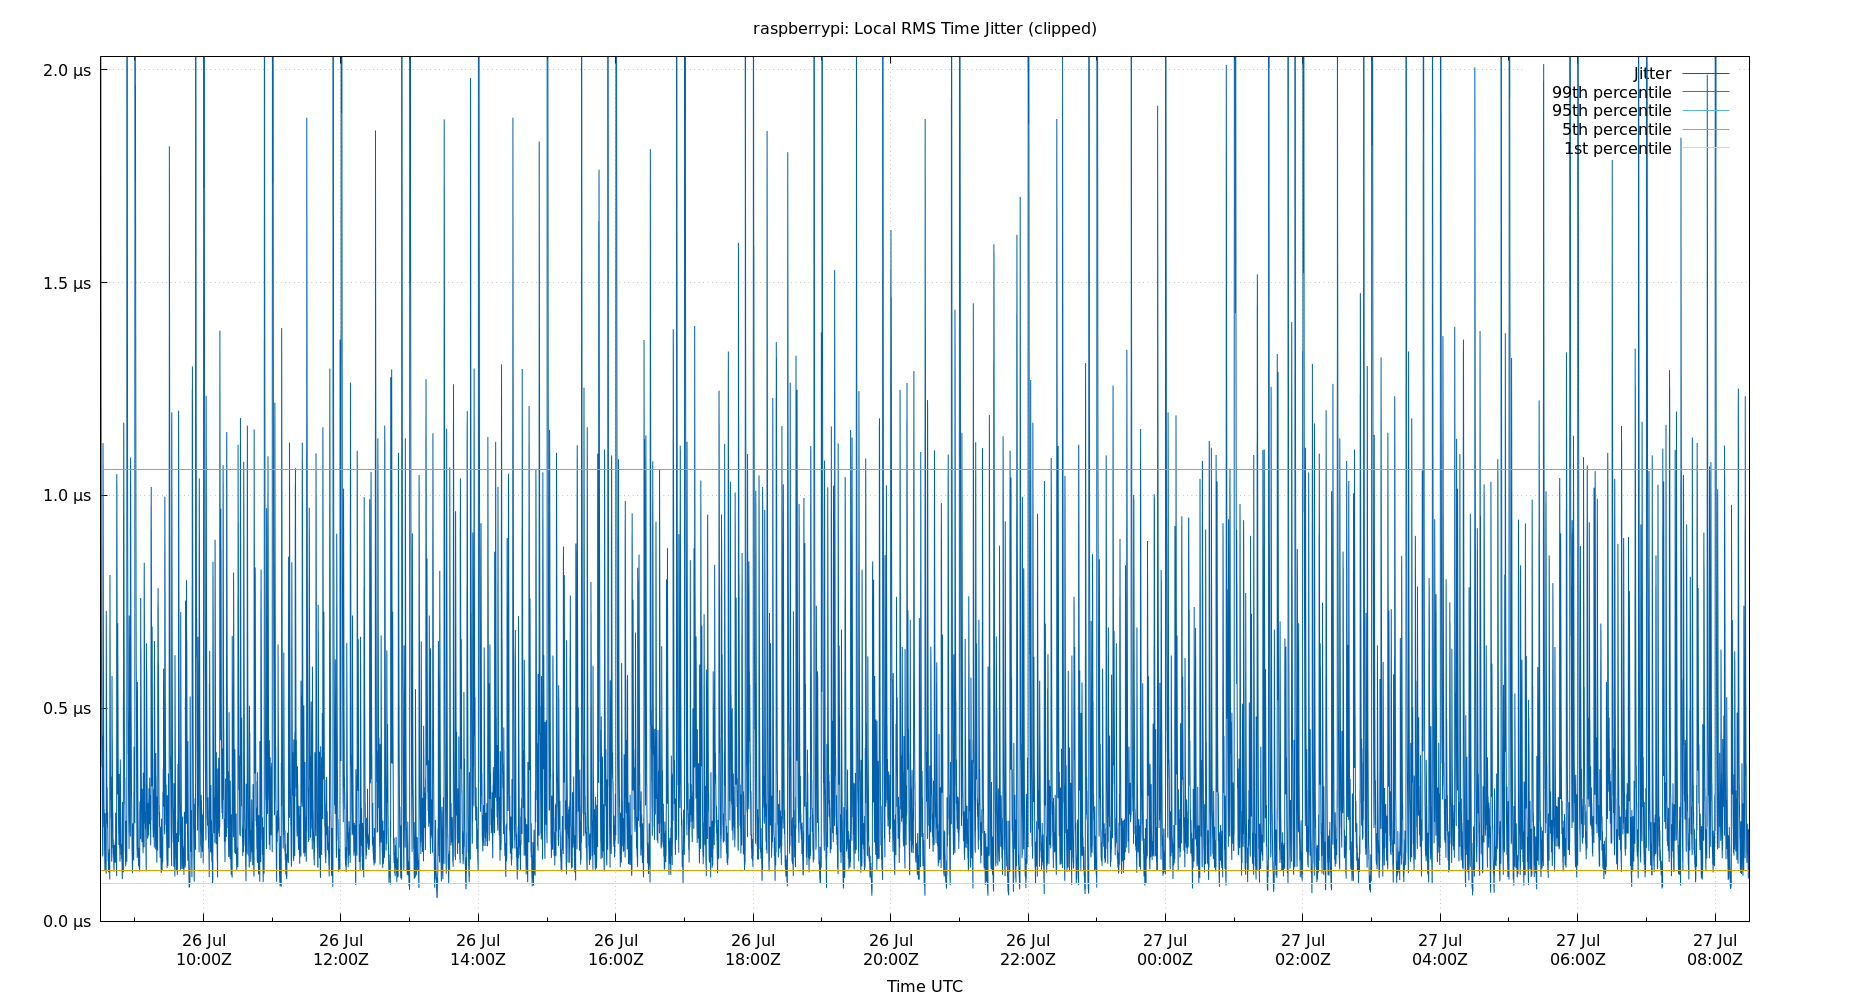 raspberrypi: Local RMS Time Jitter (clipped)
2.0 µs
1.5 µs
1.0 µs
0.5 µs
0.0 µs
Jitter
99th percentile
95th percentile
5th percentile
1st percentile
26 Jul 26 Jul 26 Jul 26 Jul 26 Jul 26 Jul 26 Jul 27 Jul 27 Jul 27 Jul 27 Jul 27 Jul
10:00Z 12:00Z 14:00Z 16:00Z 18:00Z 20:00Z 22:00Z 00:00Z 02:00Z 04:00Z 06:00Z 08:00Z
Time UTC